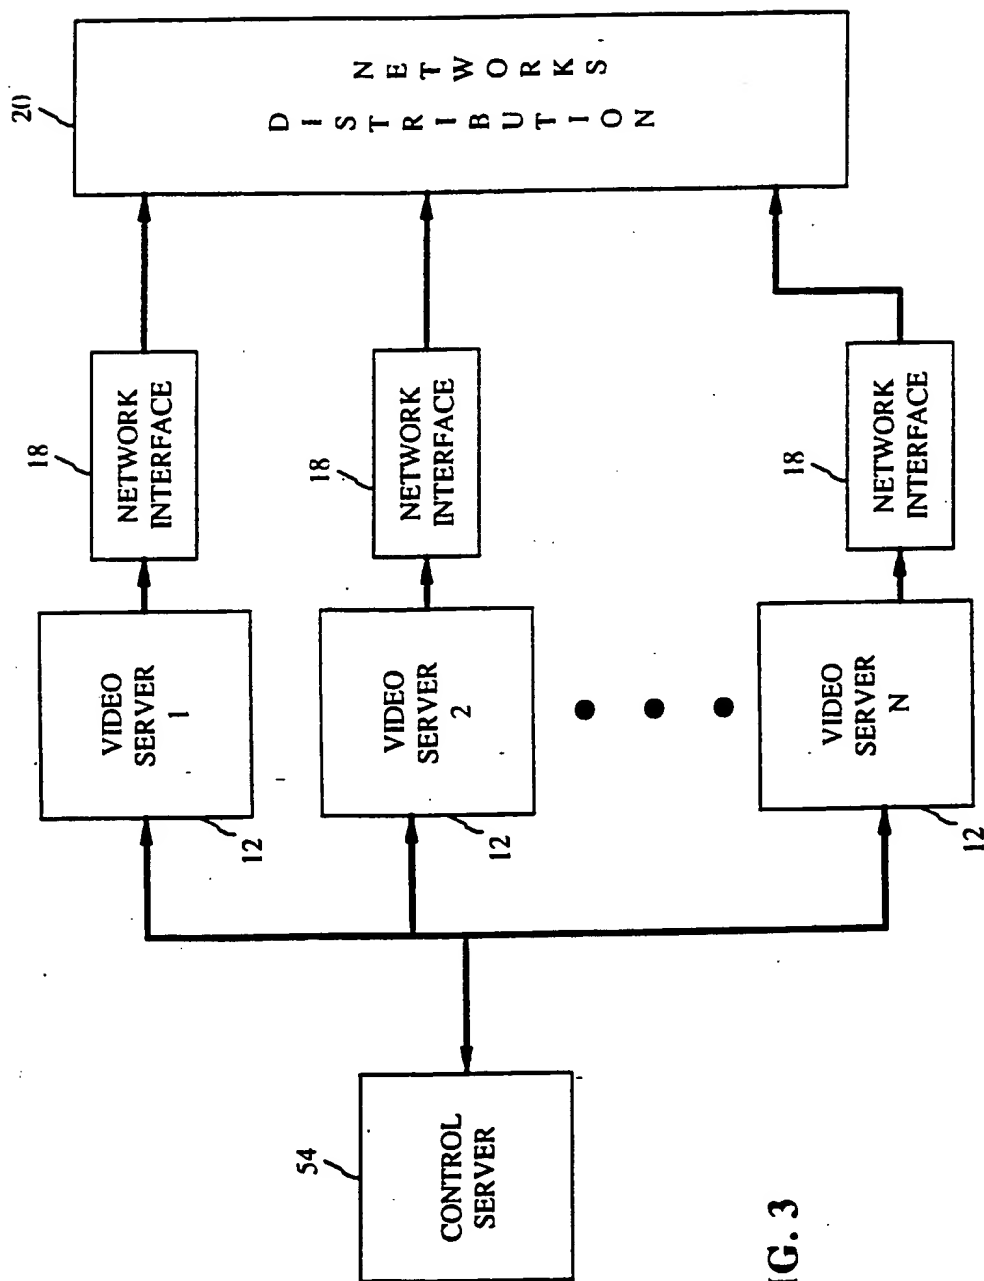 20
18
NETWORK
INTERFACE
VIDEO
SERVER
1
12
18
NETWORK
INTERFACE
VIDEO
SERVER
2
12
54
CONTROL
SERVER
DISTRIBUTION
NETWORKS
18
NETWORK
INTERFACE
VIDEO
SERVER
N
12
IG. 3